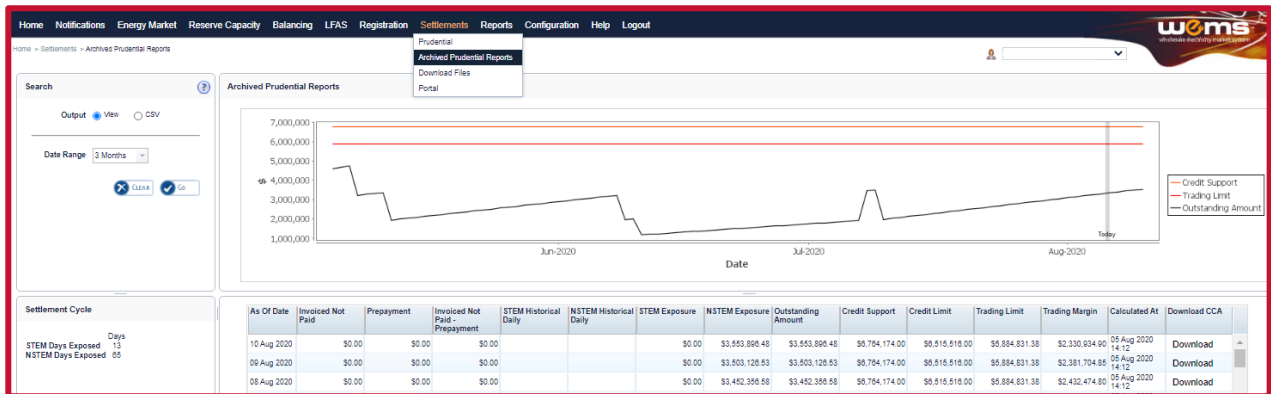 Home Notifications Energy Market Reserve Capacity Balancing LFAS Registration Settlements Reports Configuration Help Logout
wems
wholesale electricity market system
Prudential
Archived Prudential Reports
Download Files
Portal
Home > Settlements > Archived Prudential Reports
Search
?
Output View CSV
Date Range 3 Months
CLEAR Go
Archived Prudential Reports
7,000,000
6,000,000
5,000,000
4,000,000
3,000,000
2,000,000
1,000,000
$
Today
Jun-2020 Jul-2020 Aug-2020
Date
Credit Support
Trading Limit
Outstanding Amount
Settlement Cycle
Days
STEM Days Exposed 13
NSTEM Days Exposed 65
As Of Date Invoiced Not Paid Prepayment Invoiced Not Paid - Prepayment STEM Historical Daily NSTEM Historical Daily STEM Exposure NSTEM Exposure Outstanding Amount Credit Support Credit Limit Trading Limit Trading Margin Calculated At Download CCA
10 Aug 2020 $0.00 $0.00 $0.00 $0.00 $3,553,896.48 $3,553,896.48 $6,764,174.00 $6,515,516.00 $5,884,831.38 $2,330,934.90 05 Aug 2020 14:12 Download
09 Aug 2020 $0.00 $0.00 $0.00 $0.00 $3,503,126.53 $3,503,126.53 $6,764,174.00 $6,515,516.00 $5,884,831.38 $2,381,704.85 05 Aug 2020 14:12 Download
08 Aug 2020 $0.00 $0.00 $0.00 $0.00 $3,452,356.58 $3,452,356.58 $6,764,174.00 $6,515,516.00 $5,884,831.38 $2,432,474.80 05 Aug 2020 14:12 Download